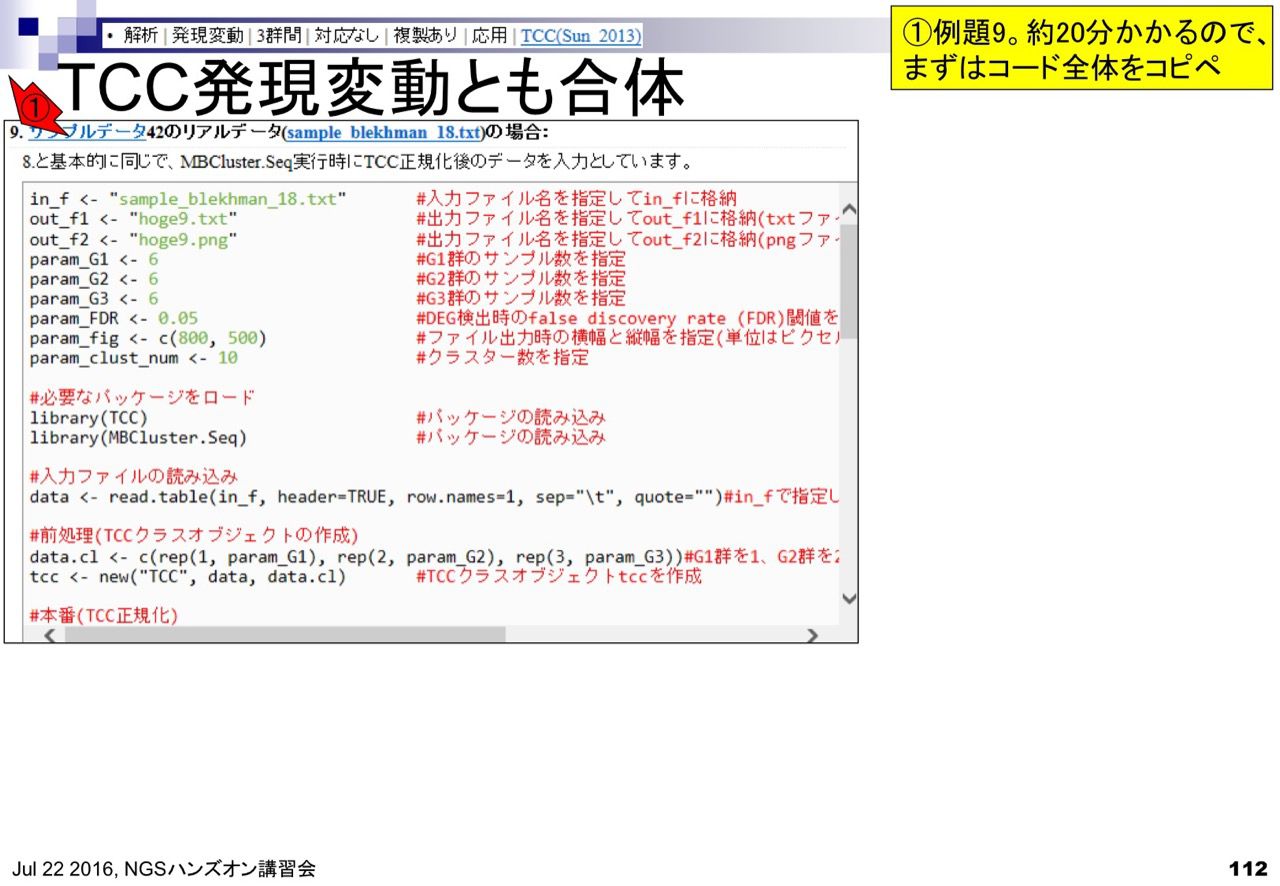 • 解析 | 発現変動 | 3群間 | 対応なし | 複製あり | 応用 | TCC(Sun_2013)
①例題9。約20分かかるので、
まずはコード全体をコピペ
TCC発現変動とも合体
①
9. サンプルデータ42のリアルデータ(sample_blekhman_18.txt)の場合:
8.と基本的に同じで、MBCluster.Seq実行時にTCC正規化後のデータを入力としています。
in_f <- "sample_blekhman_18.txt" #入力ファイル名を指定してin_fに格納
out_f1 <- "hoge9.txt" #出力ファイル名を指定してout_f1に格納(txtファイ
out_f2 <- "hoge9.png" #出力ファイル名を指定してout_f2に格納(pngファイ
param_G1 <- 6 #G1群のサンプル数を指定
param_G2 <- 6 #G2群のサンプル数を指定
param_G3 <- 6 #G3群のサンプル数を指定
param_FDR <- 0.05 #DEG検出時のfalse discovery rate (FDR)閾値を
param_fig <- c(800, 500) #ファイル出力時の横幅と縦幅を指定(単位はピクセル
param_clust_num <- 10 #クラスター数を指定
#必要なパッケージをロード
library(TCC) #パッケージの読み込み
library(MBCluster.Seq) #パッケージの読み込み
#入力ファイルの読み込み
data <- read.table(in_f, header=TRUE, row.names=1, sep="\t", quote="")#in_fで指定し
#前処理(TCCクラスオブジェクトの作成)
data.cl <- c(rep(1, param_G1), rep(2, param_G2), rep(3, param_G3))#G1群を1、G2群を2
tcc <- new("TCC", data, data.cl) #TCCクラスオブジェクトtccを作成
#本番(TCC正規化)
Jul 22 2016, NGSハンズオン講習会
112